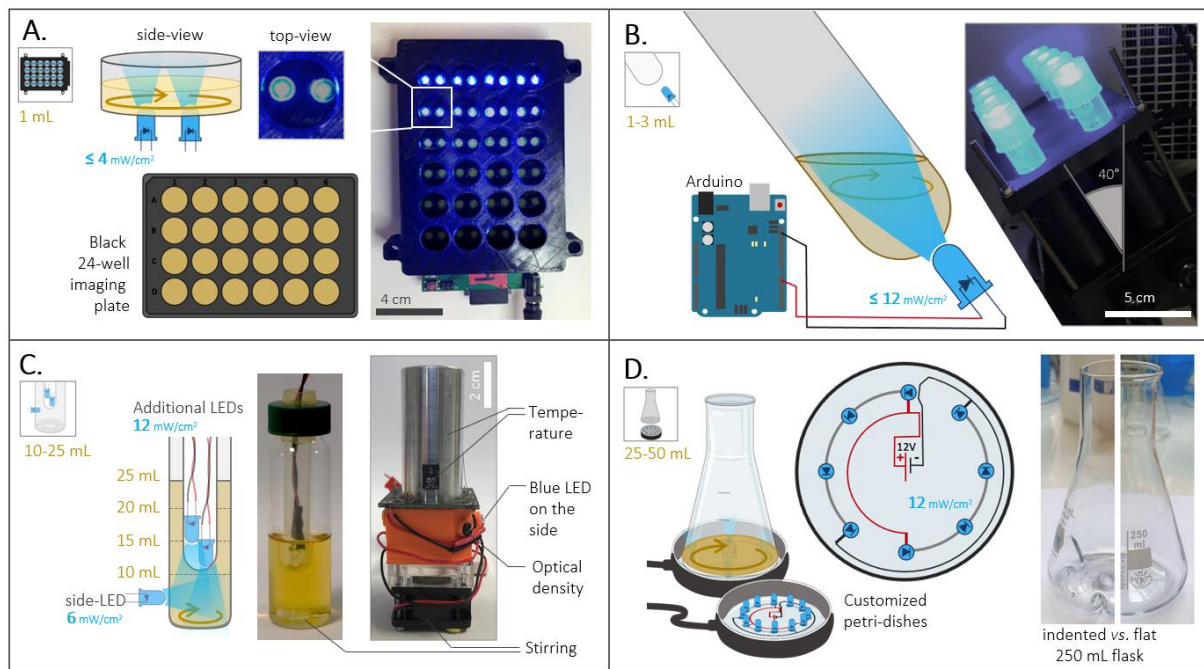 A.
side-view
top-view
1 mL
≤ 4 mW/cm²
1 2 3 4 5 6
A
B
C
D
Black
24-well
imaging
plate
4 cm
B.
1-3 mL
Arduino
≤ 12 mW/cm²
40°
5 cm
C.
10-25 mL
Additional LEDs
12 mW/cm²
25 mL
20 mL
15 mL
10 mL
side-LED
6 mW/cm²
2 cm
Tempe-
rature
Blue LED
on the
side
Optical
density
Stirring
D.
25-50 mL
12V
+ -
12 mW/cm²
Customized
petri-dishes
250
ml
indented vs. flat
250 mL flask